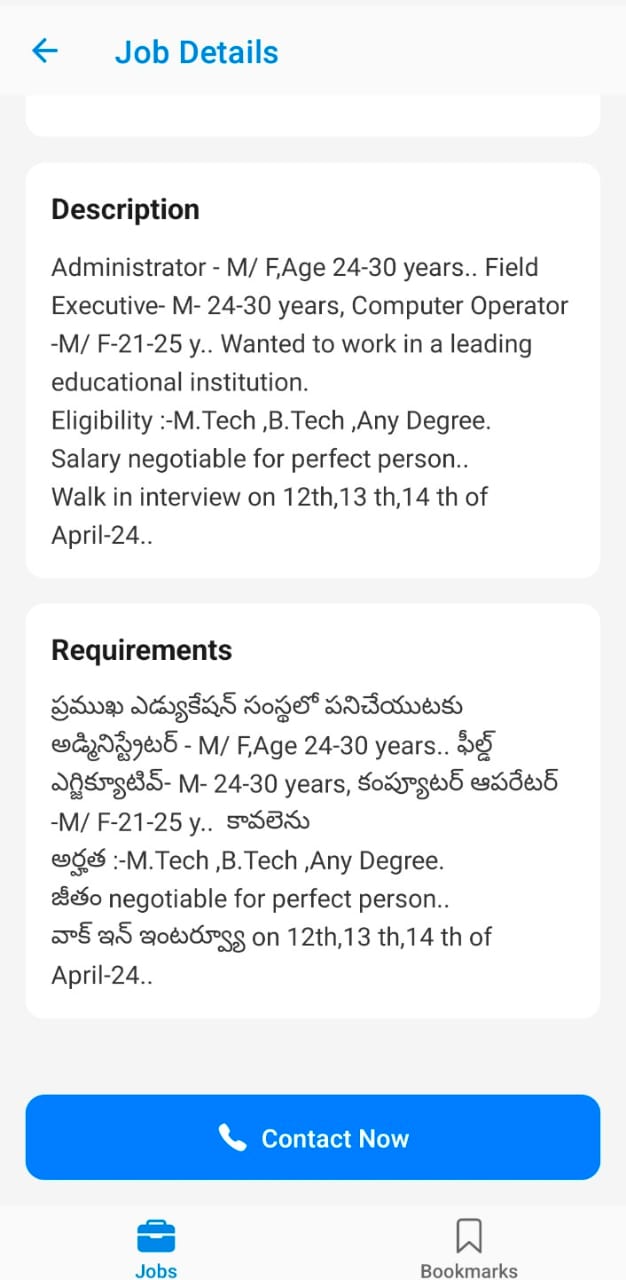 Job Details
Description
Administrator - M/ F,Age 24-30 years.. Field
Executive- M- 24-30 years, Computer Operator
-M/ F-21-25 y.. Wanted to work in a leading
educational institution.
Eligibility :-M.Tech ,B.Tech ,Any Degree.
Salary negotiable for perfect person..
Walk in interview on 12th,13 th,14 th of
April-24..
Requirements
ప్రముఖ ఎడ్యుకేషన్ సంస్థలో పనిచేయుటకు
అడ్మినిస్ట్రేటర్ - M/ F,Age 24-30 years.. ఫీల్డ్
ఎగ్జిక్యూటివ్- M- 24-30 years, కంప్యూటర్ ఆపరేటర్
-M/ F-21-25 y..  కావలెను
అర్హత :-M.Tech ,B.Tech ,Any Degree.
జీతం negotiable for perfect person..
వాక్ ఇన్ ఇంటర్వ్యూ on 12th,13 th,14 th of
April-24..
Contact Now
Jobs
Bookmarks